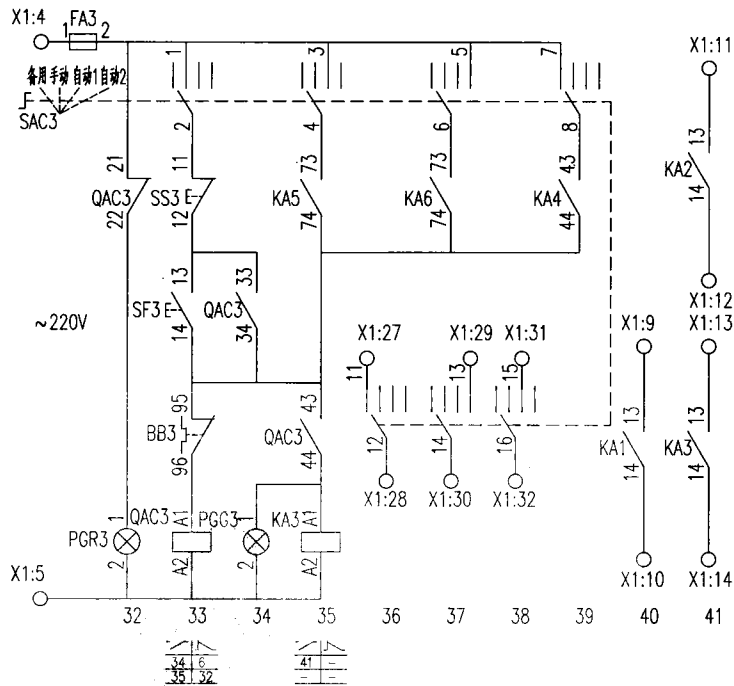 X1:4
FA3
1 2
1 3 5 7
X1:11
备用 手动 自动1 自动2
SAC3
2 4 6 8
13
KA2
14
21 11 73 73 43
QAC3 SS3 KA5 KA6 KA4
22 12 74 74 44
X1:12
13 33
SF3 QAC3
14 34
~220V
X1:27 X1:29 X1:31
11 13 15
X1:9 X1:13
95 43
BB3 QAC3
96 44
12 14 16
13 13
KA1 KA3
14 14
X1:28 X1:30 X1:32
QAC3 PGG3 KA3
PGR3
1 A1 1 A1
2 A2 2 A2
X1:5
X1:10 X1:14
32 33 34 35 36 37 38 39 40 41
34 6 41 -
35 32 - -